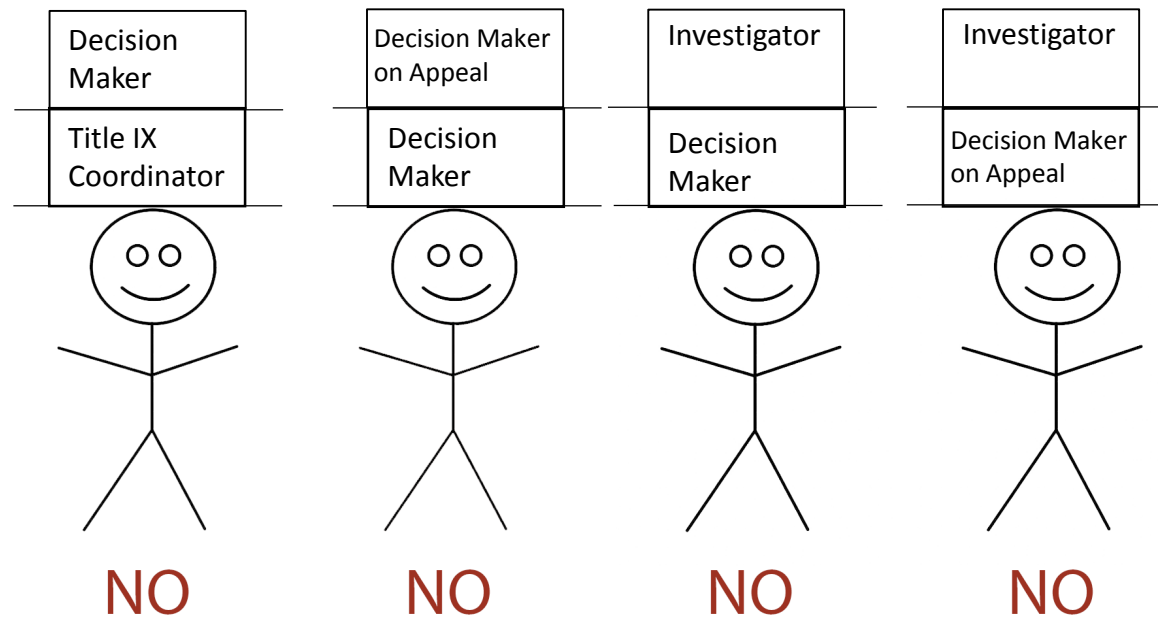 Decision
Maker
Title IX
Coordinator
NO
Decision Maker
on Appeal
Decision
Maker
NO
Investigator
Decision
Maker
NO
Investigator
Decision Maker
on Appeal
NO